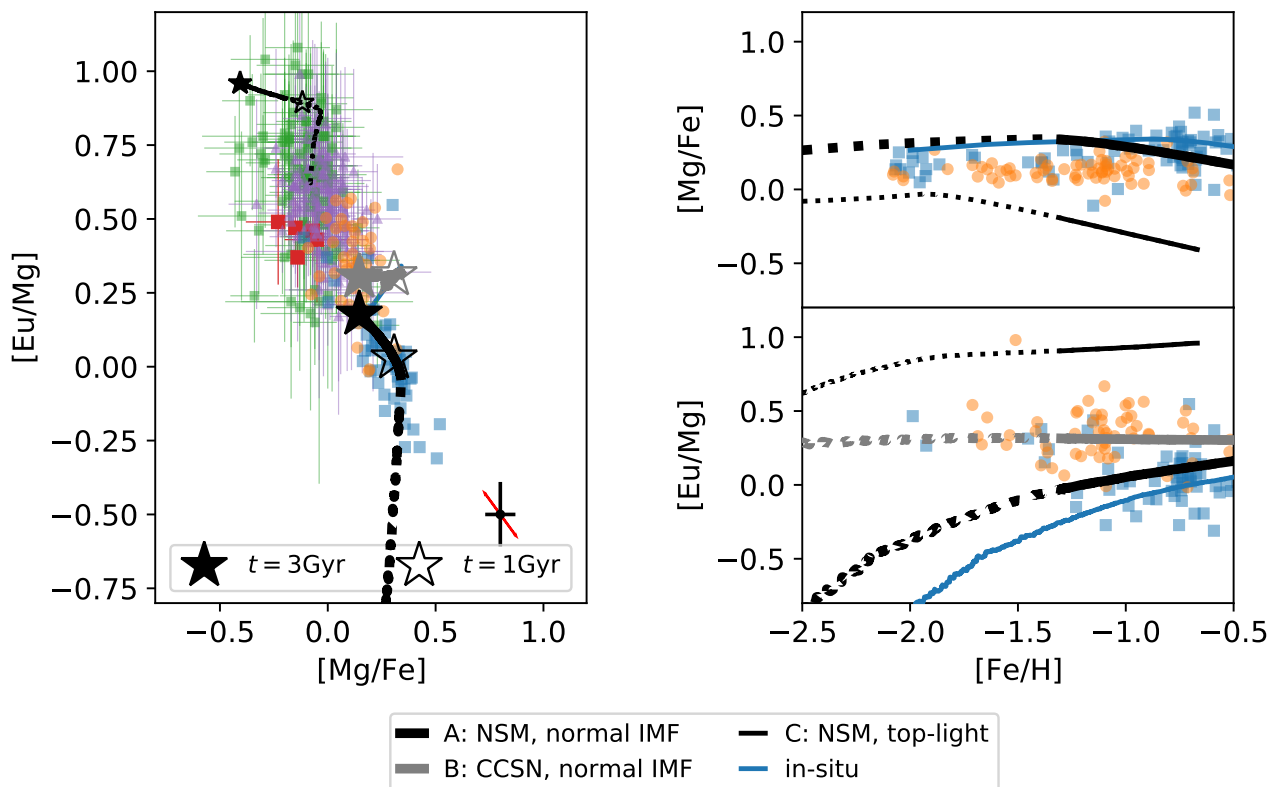 1.00
0.75
0.50
0.25
0.00
−0.25
−0.50
−0.75
[Eu/Mg]
t = 3Gyr
t = 1Gyr
−0.5
0.0
0.5
1.0
[Mg/Fe]
1.0
0.5
0.0
−0.5
[Mg/Fe]
1.0
0.5
0.0
−0.5
[Eu/Mg]
−2.5
−2.0
−1.5
−1.0
−0.5
[Fe/H]
A: NSM, normal IMF
B: CCSN, normal IMF
C: NSM, top-light
in-situ